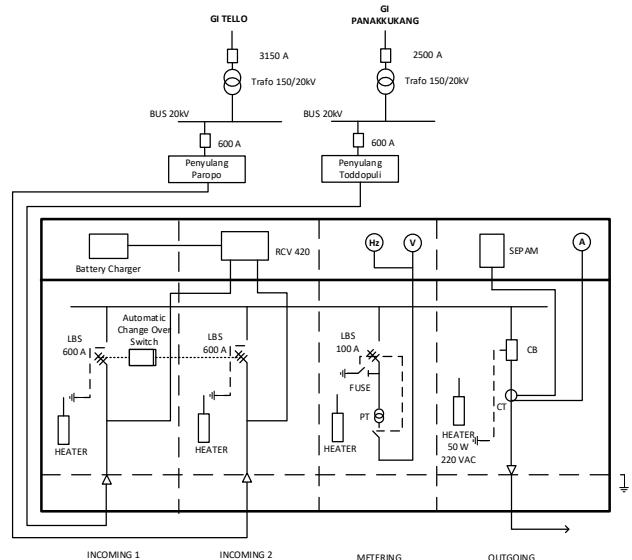 GI TELLO
GI
PANAKKUKANG
3150 A
2500 A
Trafo 150/20kV
Trafo 150/20kV
BUS 20kV
BUS 20kV
600 A
600 A
Penyulang
Paropo
Penyulang
Toddopuli
Battery Charger
RCV 420
Hz
V
SEPAM
A
Automatic
Change Over
Switch
LBS
600 A
LBS
600 A
LBS
100 A
FUSE
PT
CB
CT
HEATER
HEATER
HEATER
HEATER
50 W
220 VAC
INCOMING 1
INCOMING 2
METERING
OUTGOING